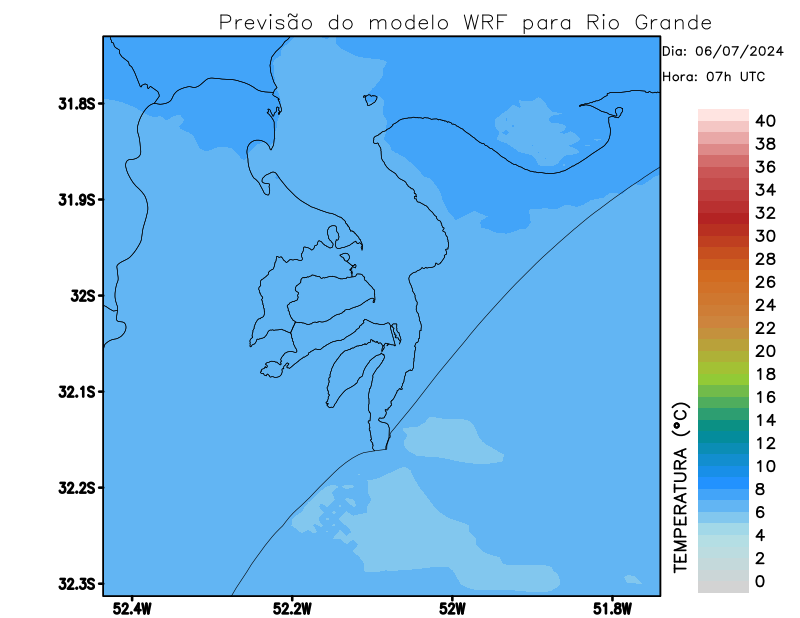 Previsão do modelo WRF para Rio Grande
Dia: 06/07/2024
Hora: 07h UTC
31.8S
31.9S
32S
32.1S
32.2S
32.3S
52.4W
52.2W
52W
51.8W
TEMPERATURA (°C)
40
38
36
34
32
30
28
26
24
22
20
18
16
14
12
10
8
6
4
2
0